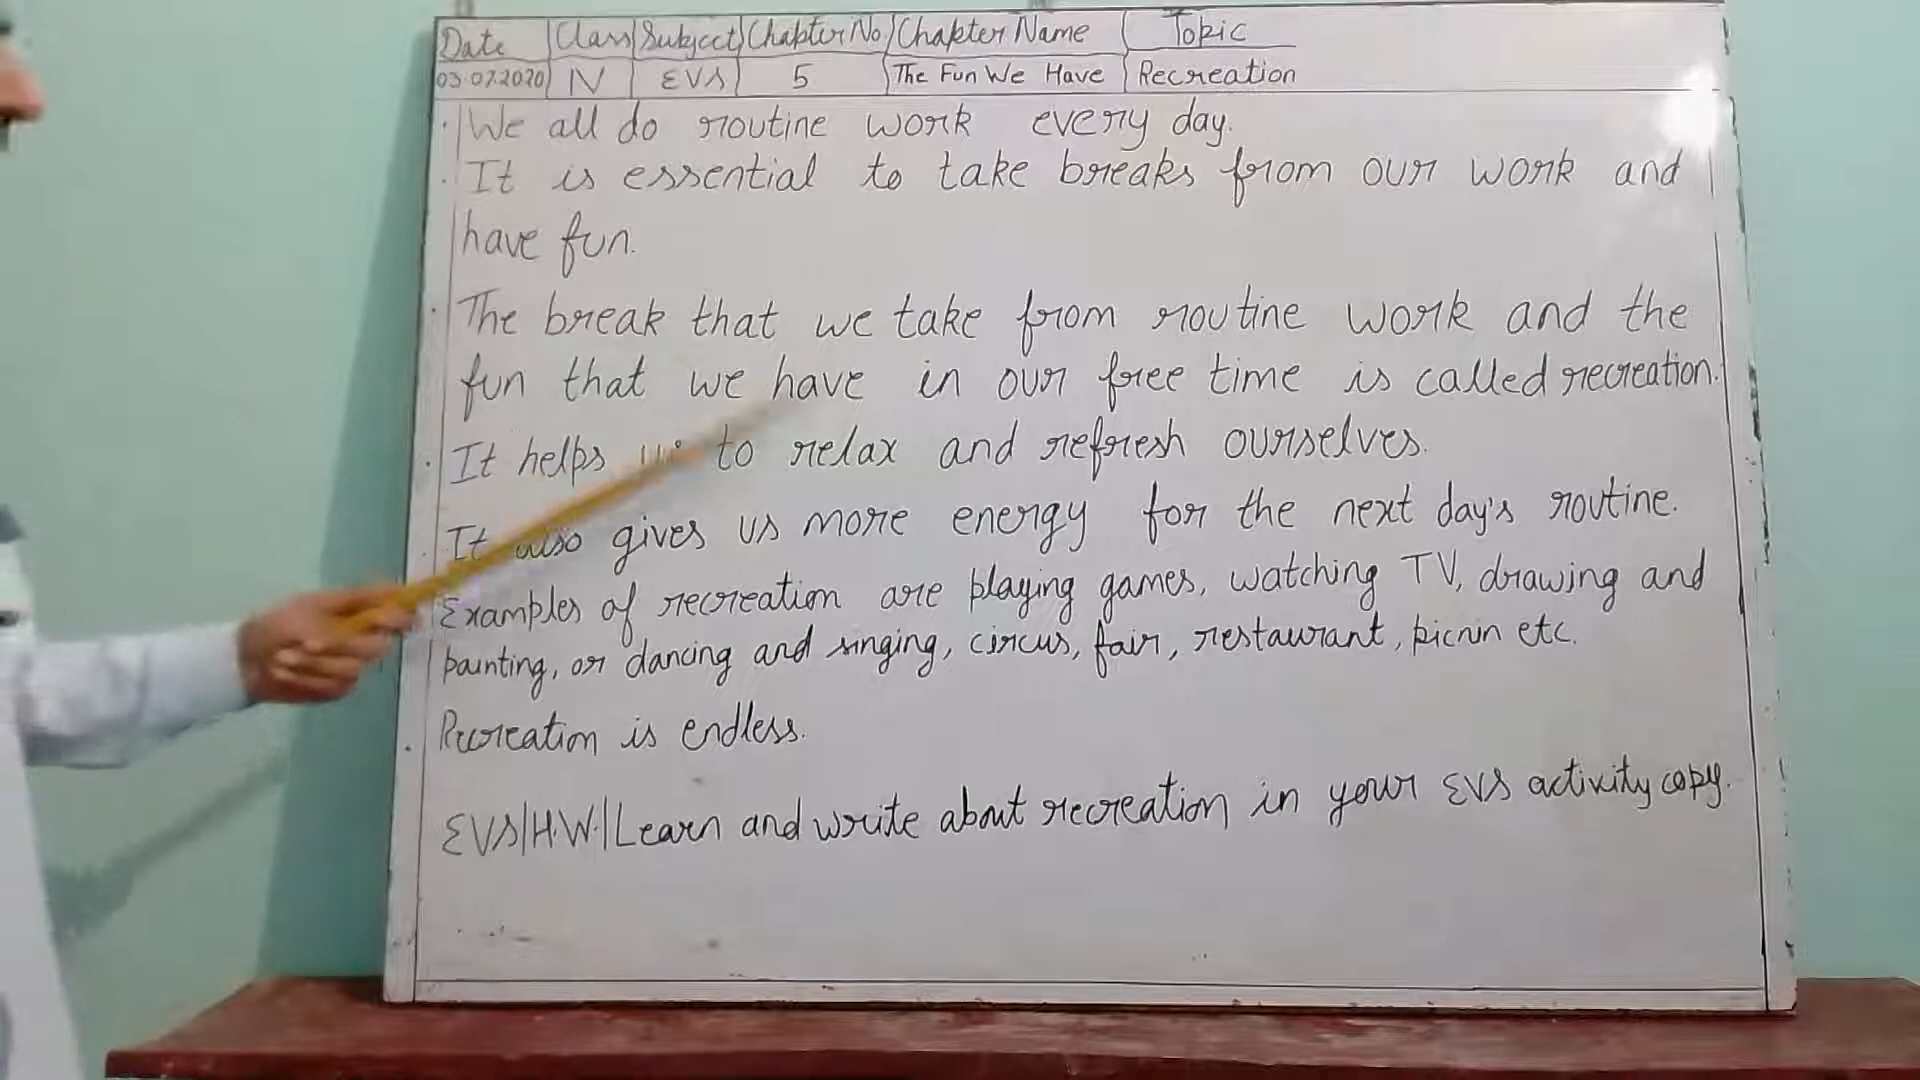 Date Class Subject Chapter No. Chapter Name Topic
03.07.2020 IV EVS 5 The Fun We Have Recreation
We all do routine work every day.
It is essential to take breaks from our work and
have fun.
The break that we take from routine work and the
fun that we have in our free time is called recreation.
It helps us to relax and refresh ourselves.
It also gives us more energy for the next day's routine.
Examples of recreation are playing games, watching TV, drawing and
painting, or dancing and singing, circus, fair, restaurant, picnin etc.
Recreation is endless.
EVS|H.W.|Learn and write about recreation in your EVS activity copy.